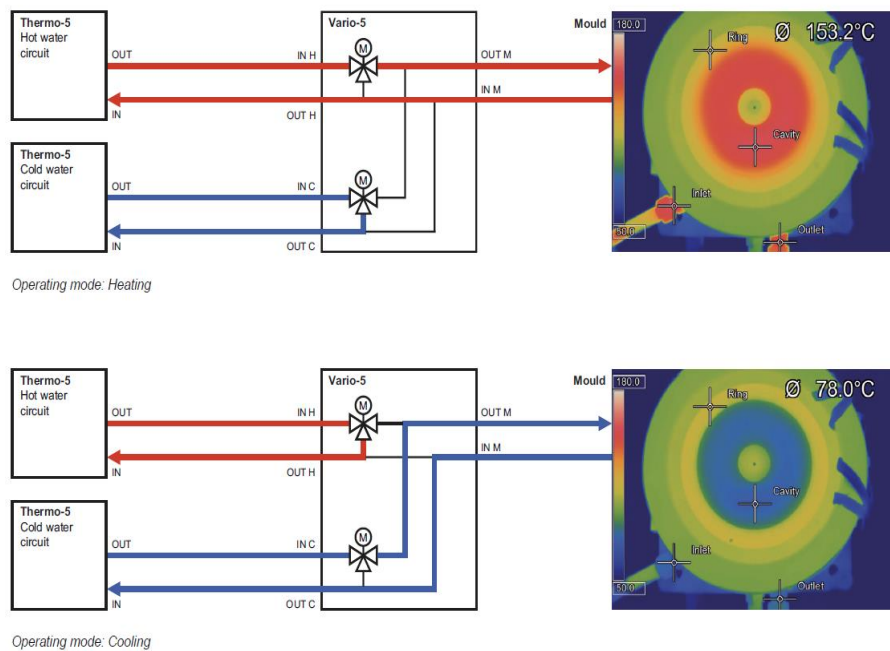 Thermo-5
Hot water
circuit
OUT
IN
Vario-5
IN H
OUT H
M
OUT M
IN M
Mould
180.0
Ø 153.2°C
Ring
Cavity
Inlet
Outlet
50.0
Thermo-5
Cold water
circuit
OUT
IN
IN C
OUT C
M
Operating mode: Heating
Thermo-5
Hot water
circuit
OUT
IN
Vario-5
IN H
OUT H
M
OUT M
IN M
Mould
180.0
Ø 78.0°C
Ring
Cavity
Inlet
Outlet
50.0
Thermo-5
Cold water
circuit
OUT
IN
IN C
OUT C
M
Operating mode: Cooling